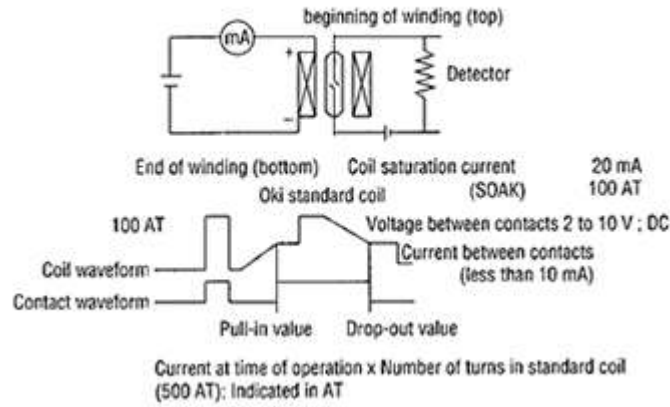 beginning of winding (top)
mA
+
Detector
–
End of winding (bottom) Coil saturation current 20 mA
(SOAK) 100 AT
Oki standard coil
100 AT Voltage between contacts 2 to 10 V ; DC
Current between contacts
(less than 10 mA)
Coil waveform
Contact waveform
Pull-in value Drop-out value
Current at time of operation x Number of turns in standard coil
(500 AT); Indicated in AT